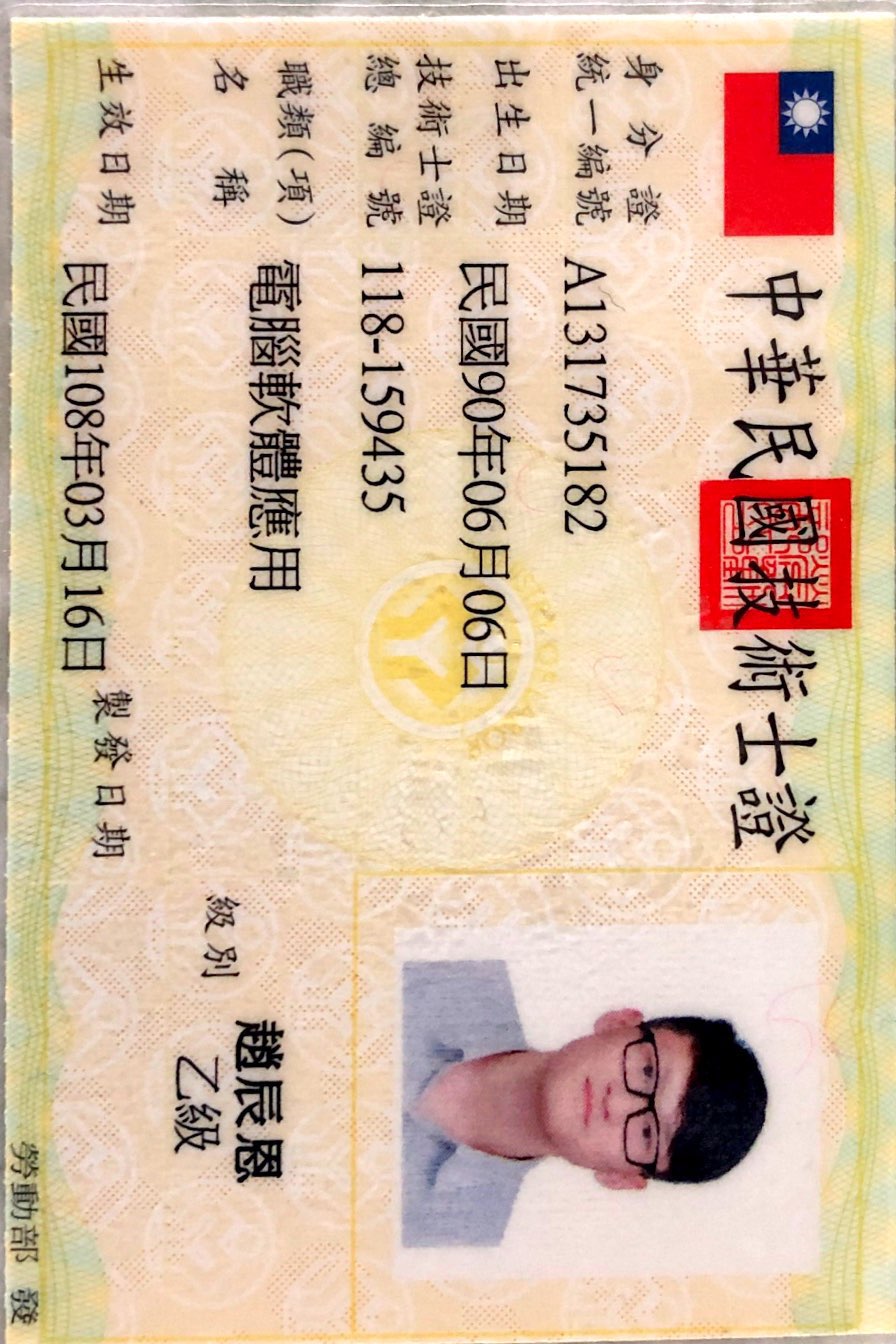 中華民國技術士證
身分證
統一編號 A131735182
出生日期 民國90年06月06日
技術士證
總編號 118-159435
職類(項) 電腦軟體應用
名稱
級別 乙級
趙辰恩
生效日期 民國108年03月16日
製發日期
勞動部 發